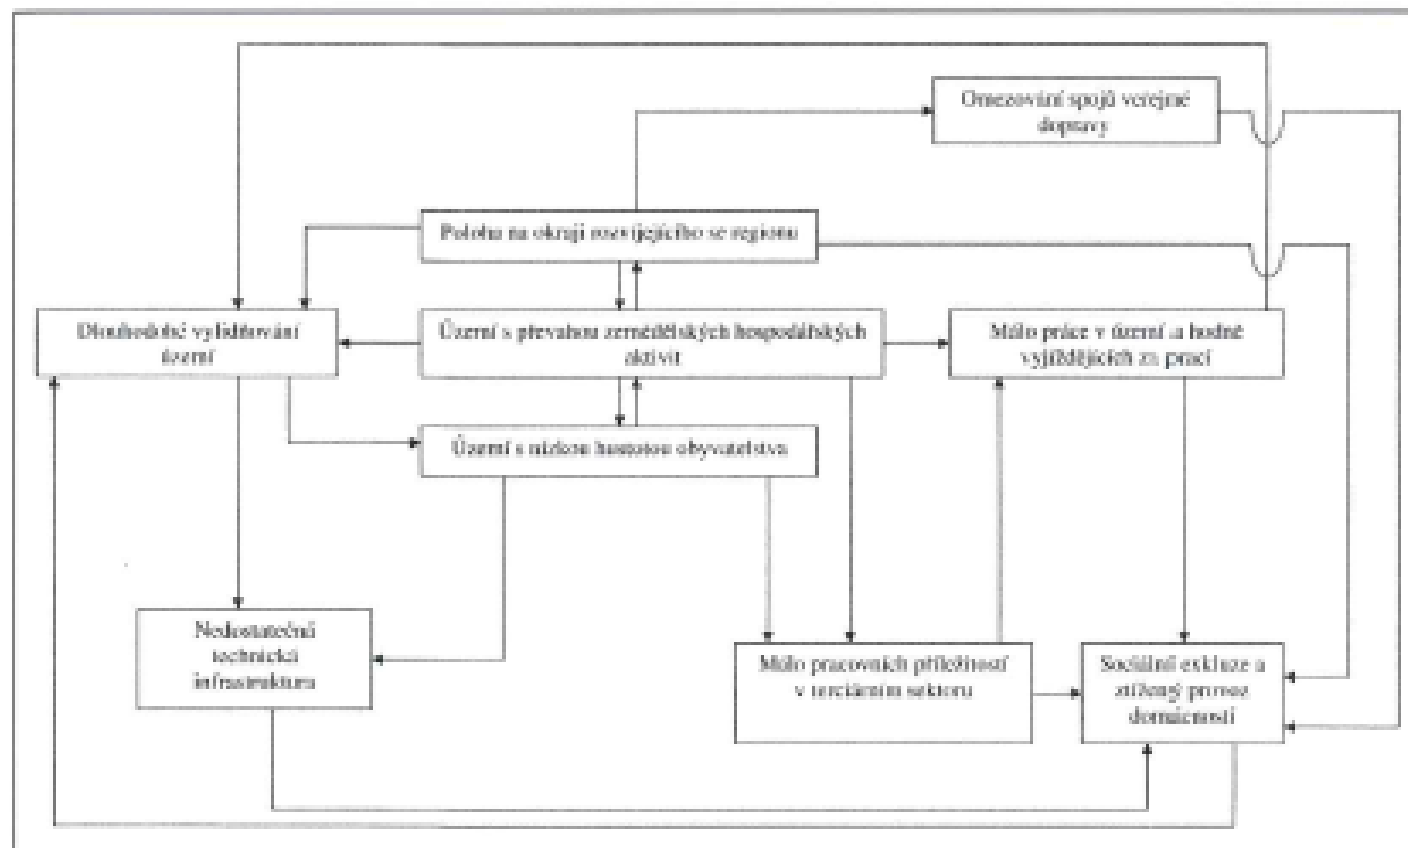 Omezování spojů veřejné
dopravy
Poloha na okraji rozvíjejícího se regionu
Dlouhodobé vylidňování
území
Území s převahou zemědělských hospodářských
aktivit
Málo práce v území a hodně
vyjíždějících za prací
Území s nízkou hustotou obyvatelstva
Nedostatečná
technická
infrastruktura
Málo pracovních příležitostí
v terciárním sektoru
Sociální exkluze a
ztížený provoz
domácností